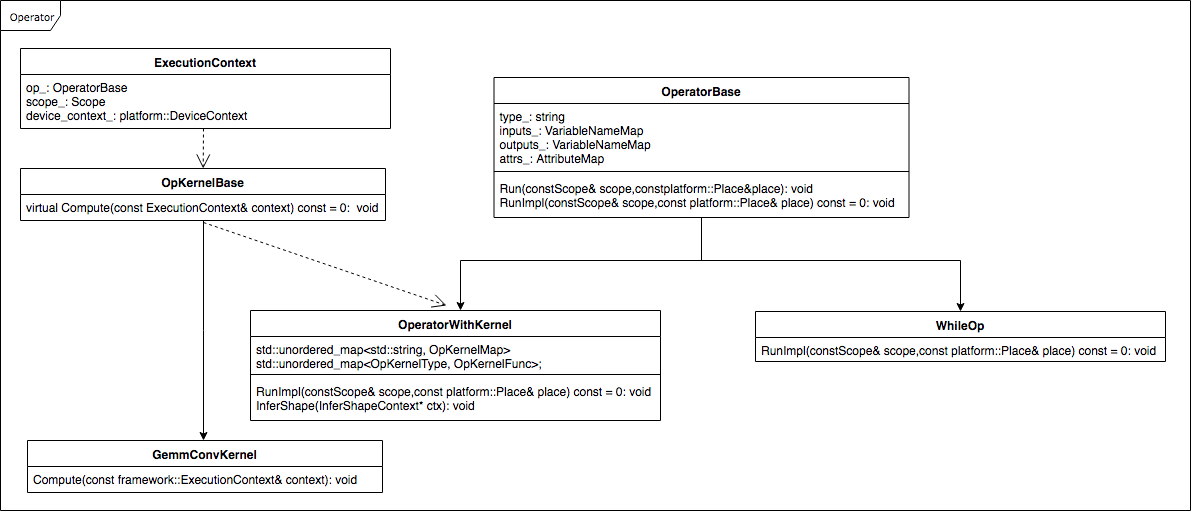 Operator
ExecutionContext
op_: OperatorBase
scope_: Scope
device_context_: platform::DeviceContext
OperatorBase
type_: string
inputs_: VariableNameMap
outputs_: VariableNameMap
attrs_: AttributeMap
Run(constScope& scope,constplatform::Place&place): void
RunImpl(constScope& scope,const platform::Place& place) const = 0: void
OpKernelBase
virtual Compute(const ExecutionContext& context) const = 0: void
OperatorWithKernel
std::unordered_map<std::string, OpKernelMap>
std::unordered_map<OpKernelType, OpKernelFunc>;
RunImpl(constScope& scope,const platform::Place& place) const = 0: void
InferShape(InferShapeContext* ctx): void
WhileOp
RunImpl(constScope& scope,const platform::Place& place) const = 0: void
GemmConvKernel
Compute(const framework::ExecutionContext& context): void